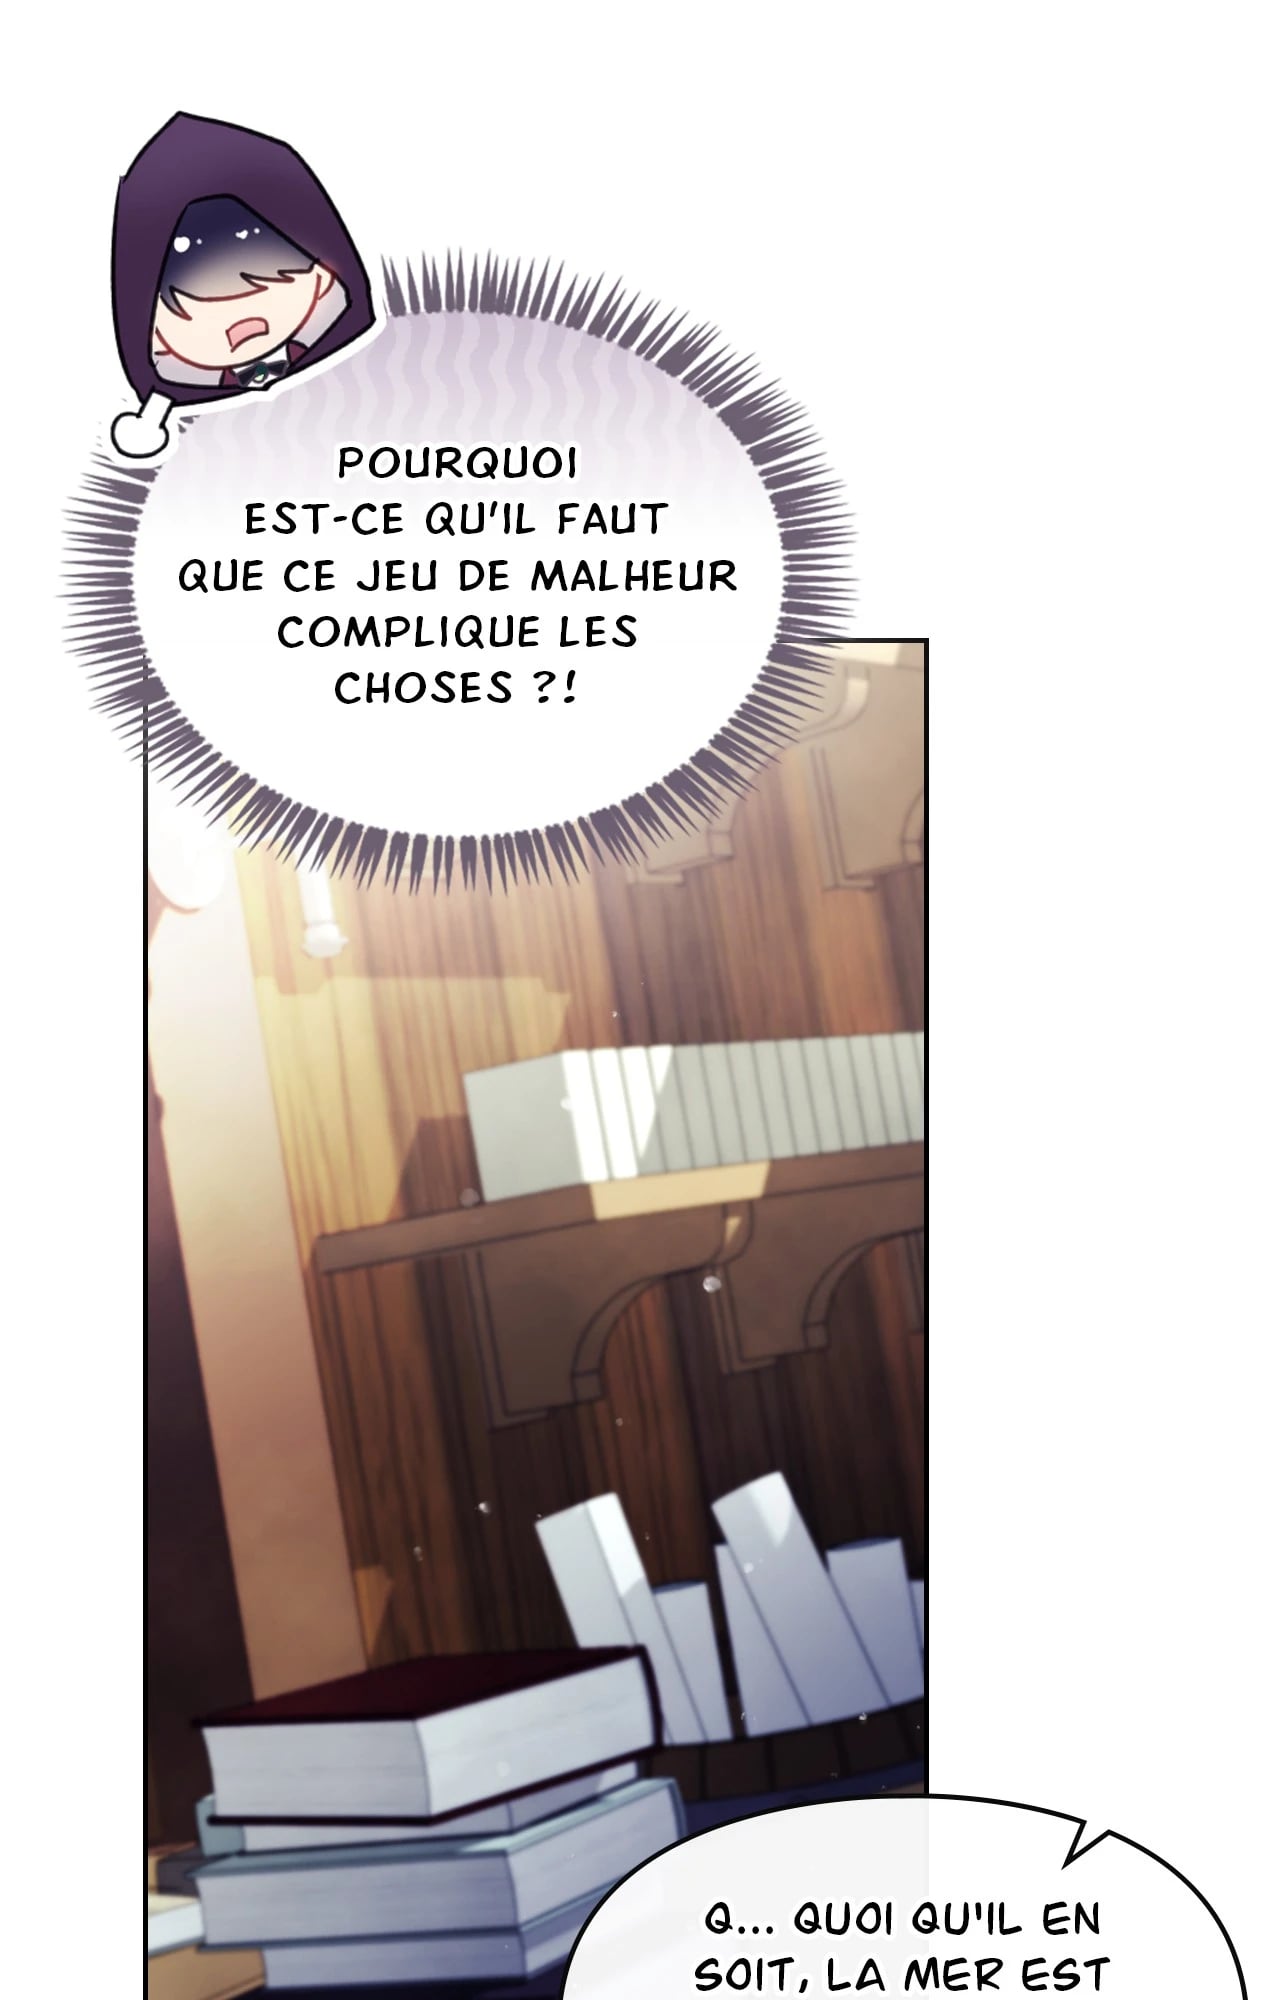 POURQUOI
EST-CE QU'IL FAUT
QUE CE JEU DE MALHEUR
COMPLIQUE LES
CHOSES ?!
Q... QUOI QU'IL EN
SOIT, LA MER EST